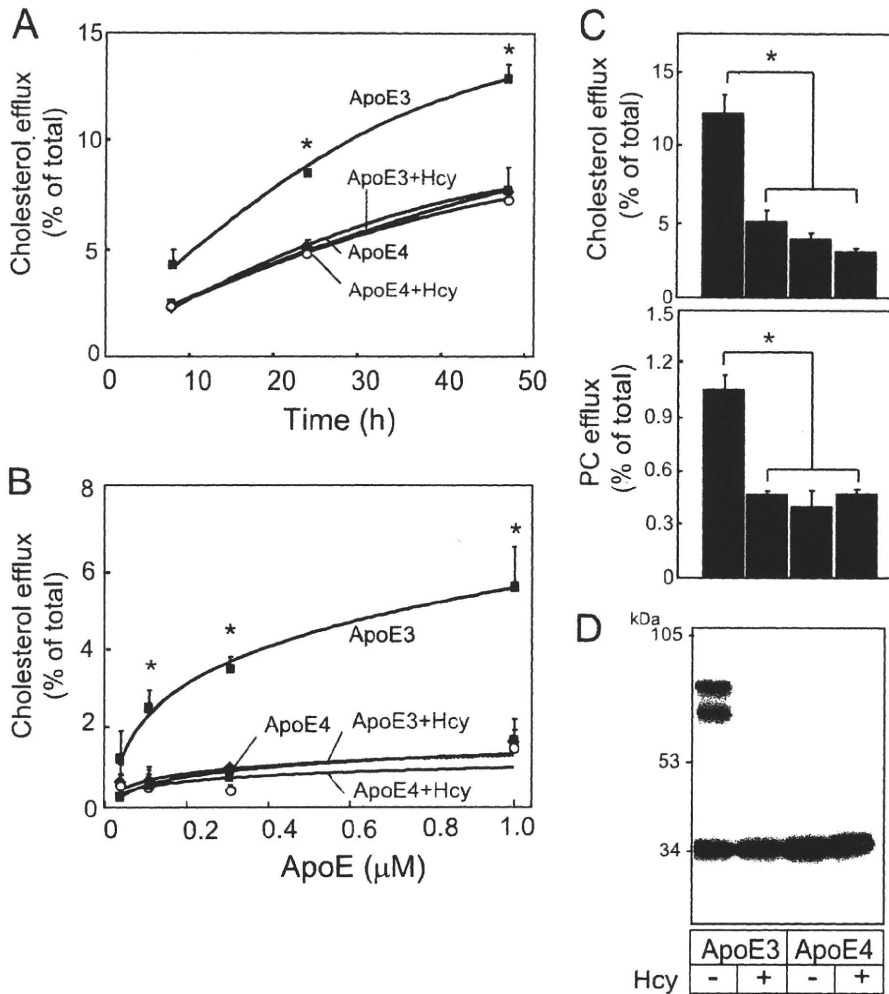 A
Cholesterol efflux
(% of total)
15
10
5
0
*
*
ApoE3
ApoE3+Hcy
ApoE4
ApoE4+Hcy
0
10
20
30
40
50
Time (h)
B
Cholesterol efflux
(% of total)
8
6
4
2
0
*
*
*
ApoE3
ApoE4
ApoE3+Hcy
ApoE4+Hcy
0
0.2
0.4
0.6
0.8
1.0
ApoE (μM)
C
Cholesterol efflux
(% of total)
15
10
5
0
*
PC efflux
(% of total)
1.5
1.2
0.9
0.6
0.3
0
*
D
kDa
105
53
34
ApoE3 ApoE4
Hcy - + - +